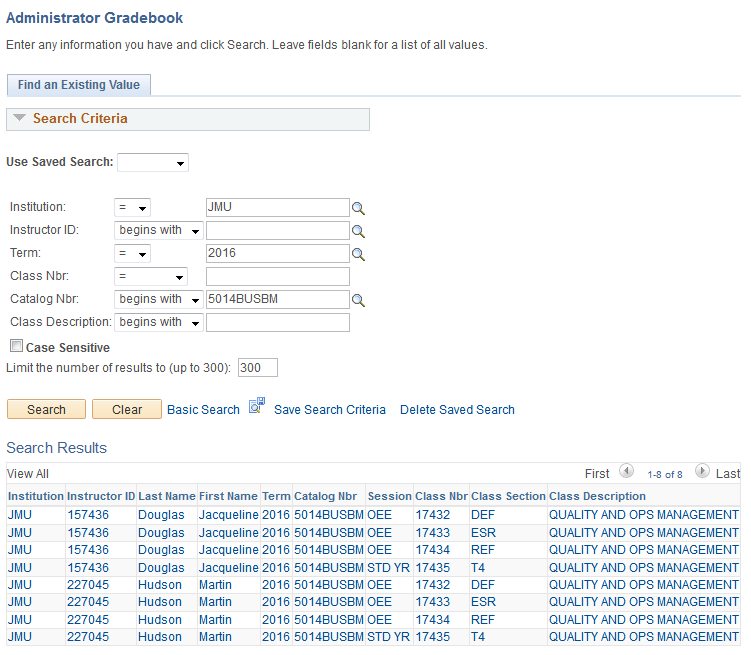 Administrator Gradebook
Enter any information you have and click Search. Leave fields blank for a list of all values.
Find an Existing Value
Search Criteria
Use Saved Search:
Institution: = JMU
Instructor ID: begins with
Term: = 2016
Class Nbr: =
Catalog Nbr: begins with 5014BUSBM
Class Description: begins with
Case Sensitive
Limit the number of results to (up to 300): 300
Search Clear Basic Search Save Search Criteria Delete Saved Search
Search Results
View All First 1-8 of 8 Last
Institution Instructor ID Last Name First Name Term Catalog Nbr Session Class Nbr Class Section Class Description
JMU 157436 Douglas Jacqueline 2016 5014BUSBM OEE 17432 DEF QUALITY AND OPS MANAGEMENT
JMU 157436 Douglas Jacqueline 2016 5014BUSBM OEE 17433 ESR QUALITY AND OPS MANAGEMENT
JMU 157436 Douglas Jacqueline 2016 5014BUSBM OEE 17434 REF QUALITY AND OPS MANAGEMENT
JMU 157436 Douglas Jacqueline 2016 5014BUSBM STD YR 17435 T4 QUALITY AND OPS MANAGEMENT
JMU 227045 Hudson Martin 2016 5014BUSBM OEE 17432 DEF QUALITY AND OPS MANAGEMENT
JMU 227045 Hudson Martin 2016 5014BUSBM OEE 17433 ESR QUALITY AND OPS MANAGEMENT
JMU 227045 Hudson Martin 2016 5014BUSBM OEE 17434 REF QUALITY AND OPS MANAGEMENT
JMU 227045 Hudson Martin 2016 5014BUSBM STD YR 17435 T4 QUALITY AND OPS MANAGEMENT